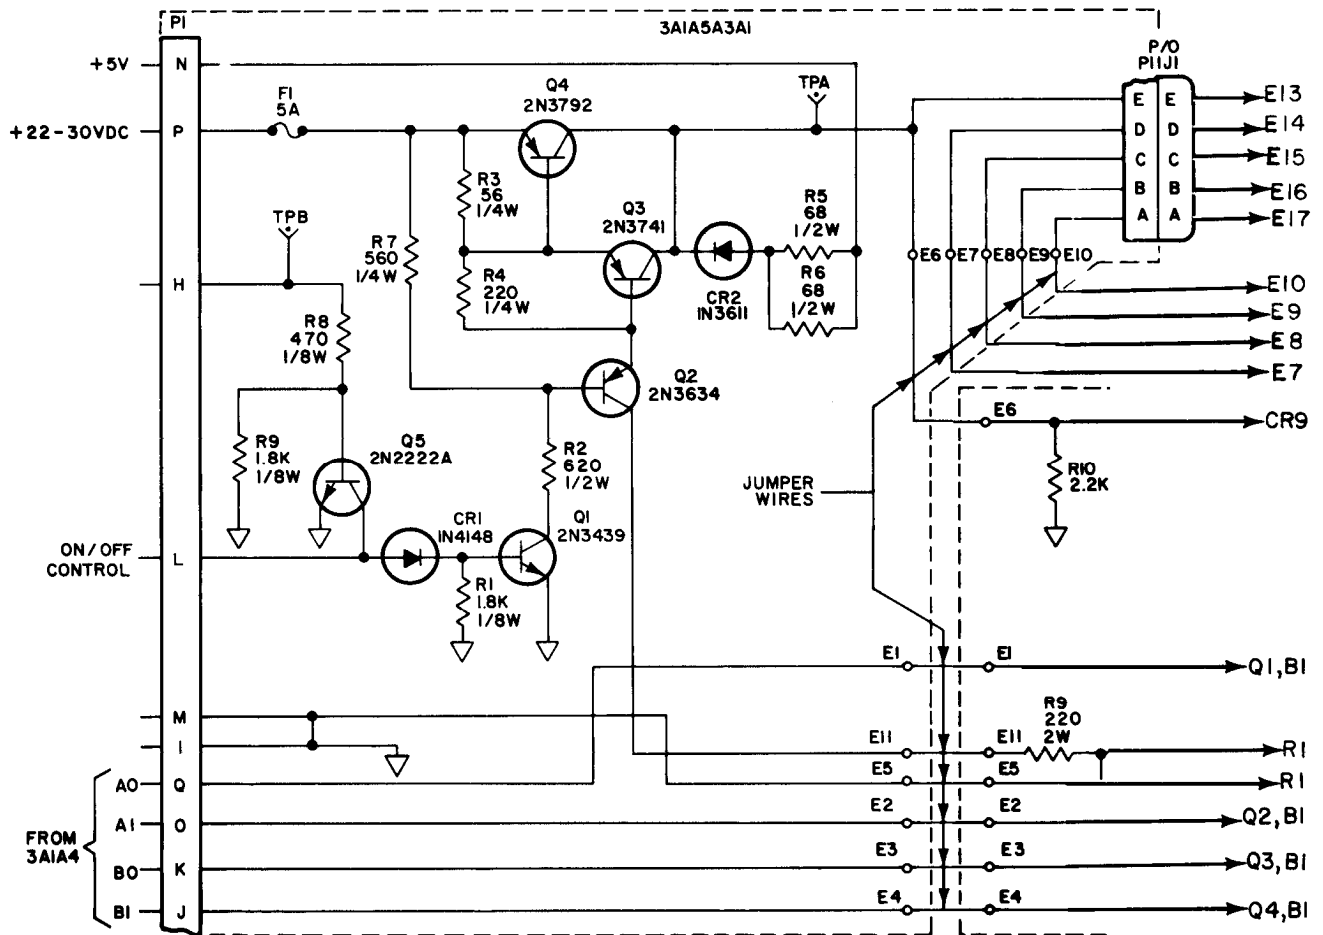 P1
3A1A5A3A1
+5V
N
F1
5A
+22-30VDC
P
Q4
2N3792
TPA
P/O
P11J1
E E
E13
D D
E14
C C
E15
B B
E16
A A
E17
R3
56
1/4W
Q3
2N3741
R5
68
1/2W
TPB
R7
560
1/4W
H
R4
220
1/4W
CR2
1N3611
R6
68
1/2W
E6
E7
E8
E9
E10
E10
E9
E8
E7
R8
470
1/8W
Q2
2N3634
E6
CR9
R9
1.8K
1/8W
Q5
2N2222A
R2
620
1/2W
JUMPER
WIRES
R10
2.2K
CR1
1N4148
Q1
2N3439
ON/OFF
CONTROL
L
R1
1.8K
1/8W
E1
E1
Q1,B1
M
R9
220
2W
I
E11
E11
R1
FROM
3A1A4
A0
Q
E5
E5
R1
A1
O
E2
E2
Q2,B1
B0
K
E3
E3
Q3,B1
B1
J
E4
E4
Q4,B1